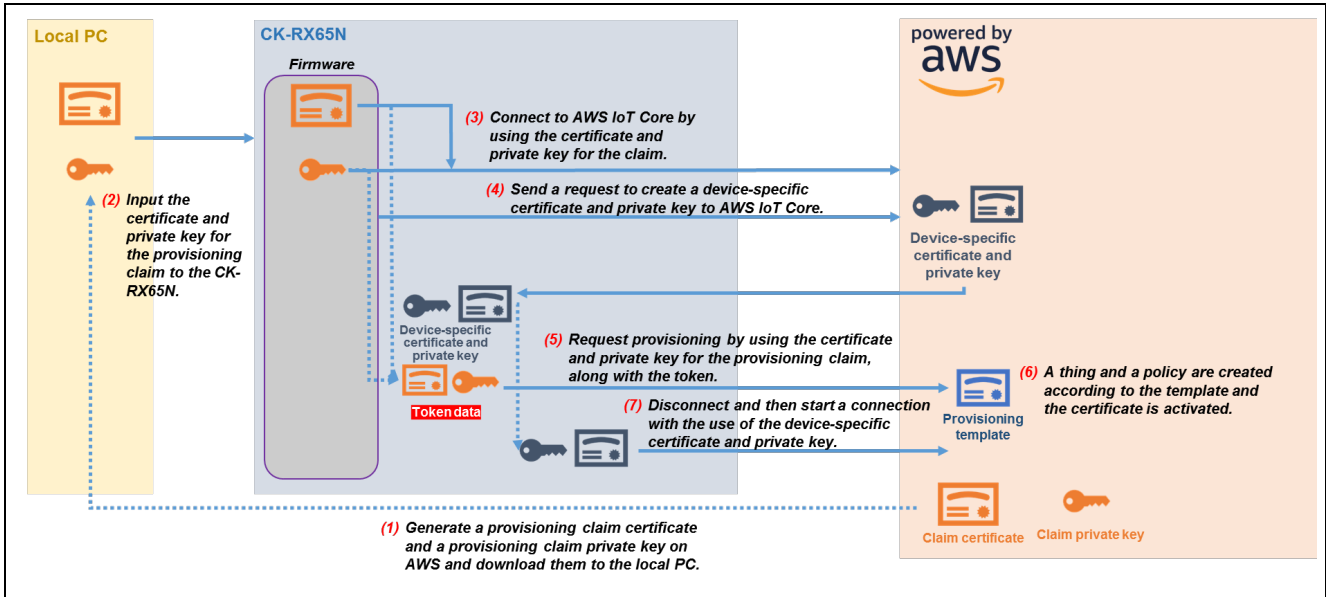 Local PC
CK-RX65N
Firmware
powered by
aws
(3) Connect to AWS IoT Core by
using the certificate and
private key for the claim.
(4) Send a request to create a device-specific
certificate and private key to AWS IoT Core.
(2) Input the
certificate and
private key for
the provisioning
claim to the CK-
RX65N.
Device-specific
certificate and
private key
Device-specific
certificate and
private key
(5) Request provisioning by using the certificate
and private key for the provisioning claim,
along with the token.
Token data
(6) A thing and a policy are created
according to the template and
the certificate is activated.
Provisioning
template
(7) Disconnect and then start a connection
with the use of the device-specific
certificate and private key.
(1) Generate a provisioning claim certificate
and a provisioning claim private key on
AWS and download them to the local PC.
Claim certificate
Claim private key